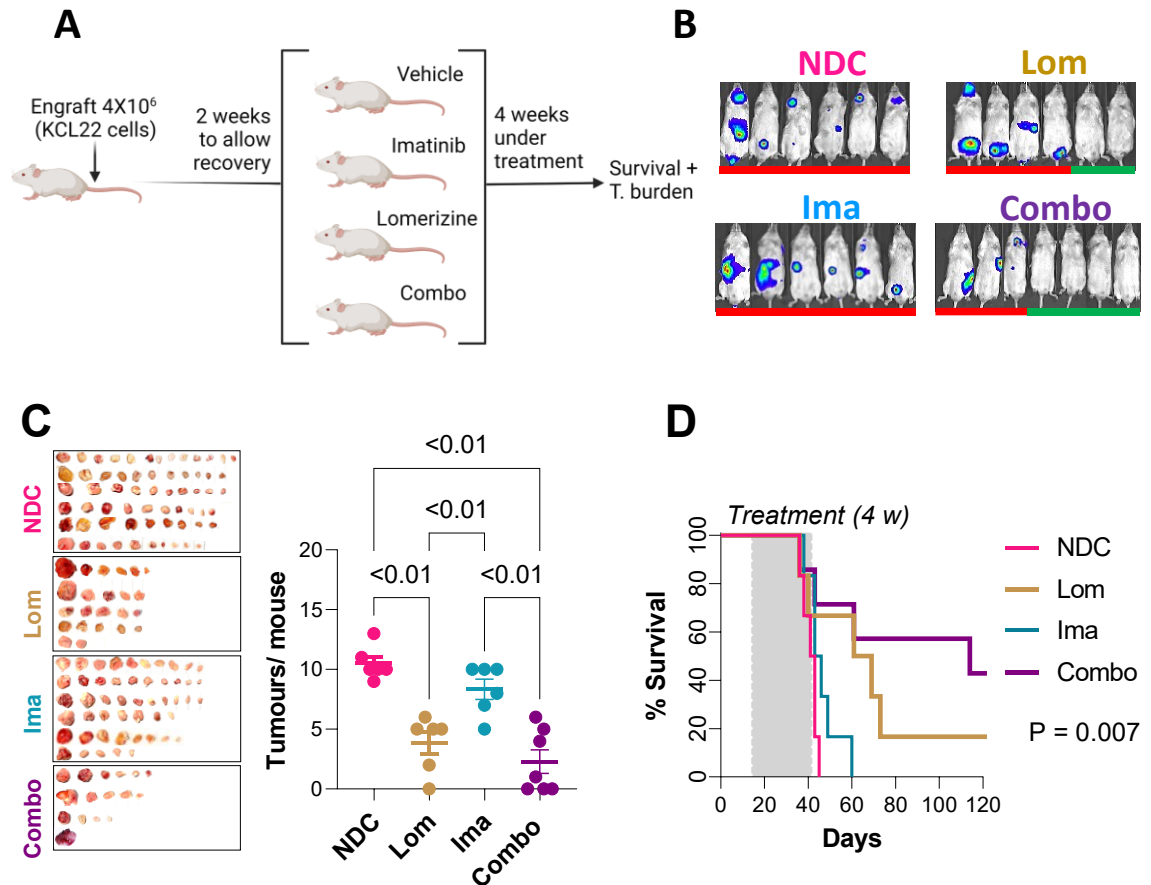 A
Engraft 4X10⁶
(KCL22 cells)
2 weeks
to allow
recovery
Vehicle
Imatinib
Lomerizine
Combo
4 weeks
under
treatment
Survival +
T. burden
B
NDC
Lom
Ima
Combo
C
NDC
Lom
Ima
Combo
<0.01
<0.01
<0.01
<0.01
Tumours/ mouse
20
15
10
5
0
NDC
Lom
Ima
Combo
D
Treatment (4 w)
% Survival
100
80
60
40
20
0
0 20 40 60 80 100 120
Days
NDC
Lom
Ima
Combo
P = 0.007